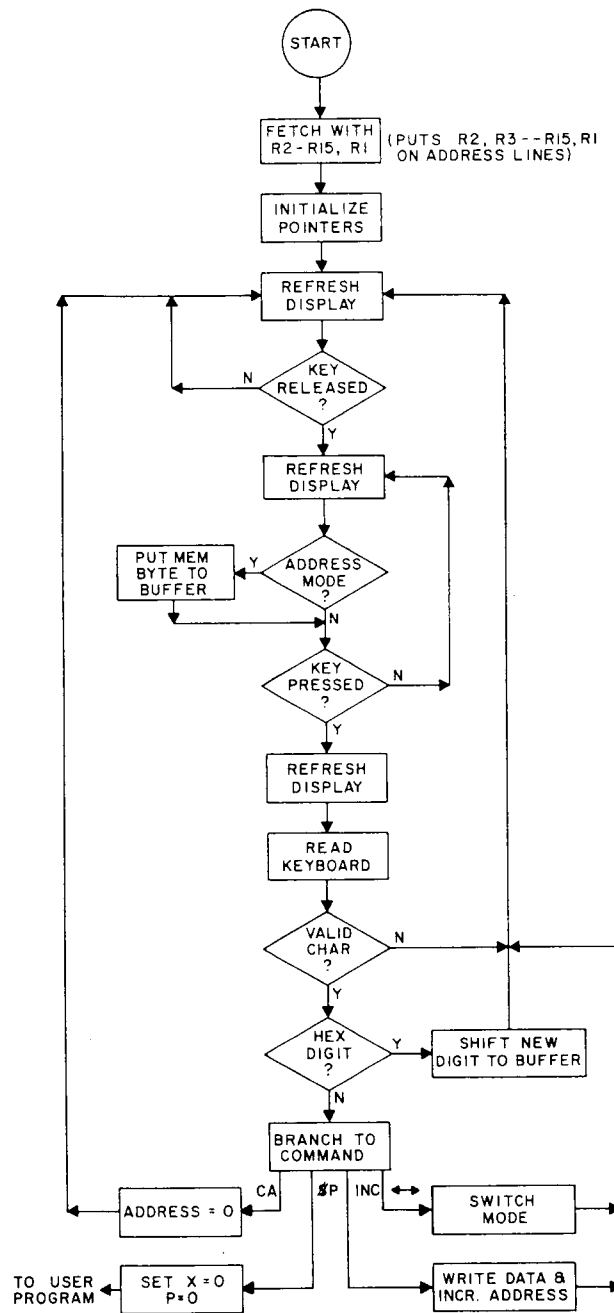 START
FETCH WITH
R2-R15, R1
(PUTS R2, R3--R15, R1
ON ADDRESS LINES)
INITIALIZE
POINTERS
REFRESH
DISPLAY
N
KEY
RELEASED
?
Y
REFRESH
DISPLAY
PUT MEM
BYTE TO
BUFFER
Y
ADDRESS
MODE
?
N
KEY
PRESSED
?
N
Y
REFRESH
DISPLAY
READ
KEYBOARD
VALID
CHAR
?
N
Y
HEX
DIGIT
?
Y
SHIFT NEW
DIGIT TO BUFFER
N
BRANCH TO
COMMAND
CA
$P
INC
↔
ADDRESS = 0
SWITCH
MODE
TO USER
PROGRAM
SET X=0
P=0
WRITE DATA &
INCR. ADDRESS